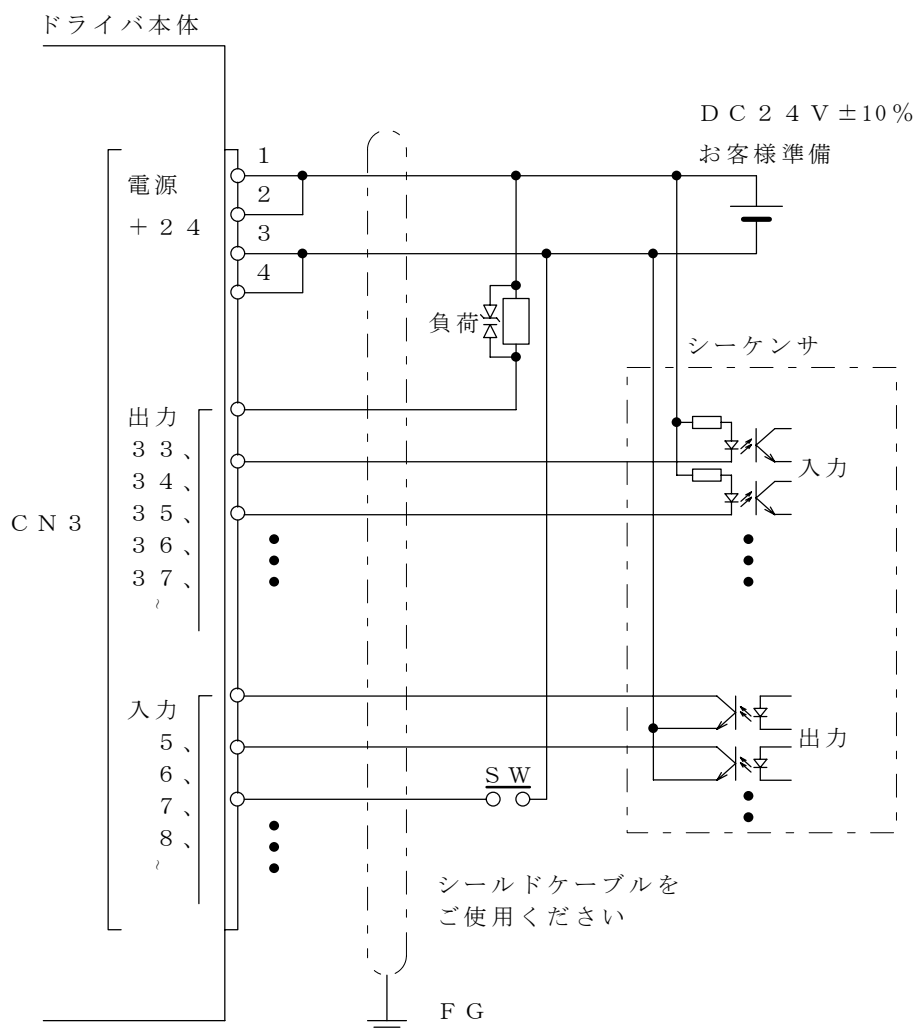 ドライバ本体
DC24V±10%
お客様準備
電源
+24
1
2
3
4
負荷
シーケンサ
出力
33、
34、
35、
36、
37、
~
CN3
入力
入力
5、
6、
7、
8、
~
出力
SW
シールドケーブルを
ご使用ください
FG